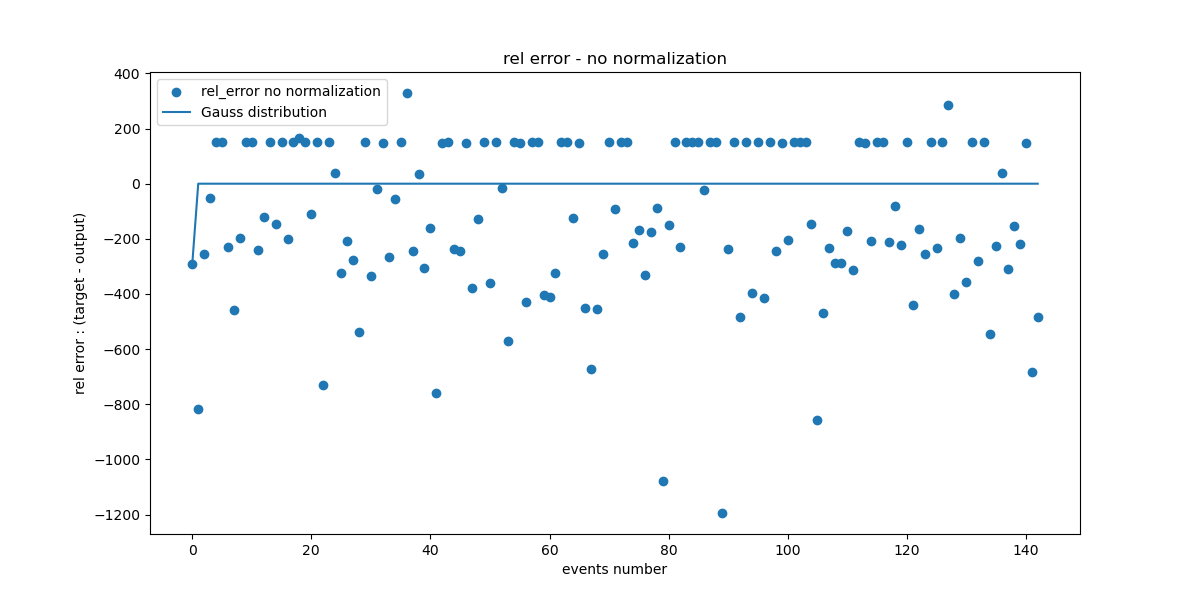 rel error - no normalization
rel_error no normalization
Gauss distribution
rel error : (target - output)
400
200
0
−200
−400
−600
−800
−1000
−1200
0 20 40 60 80 100 120 140
events number